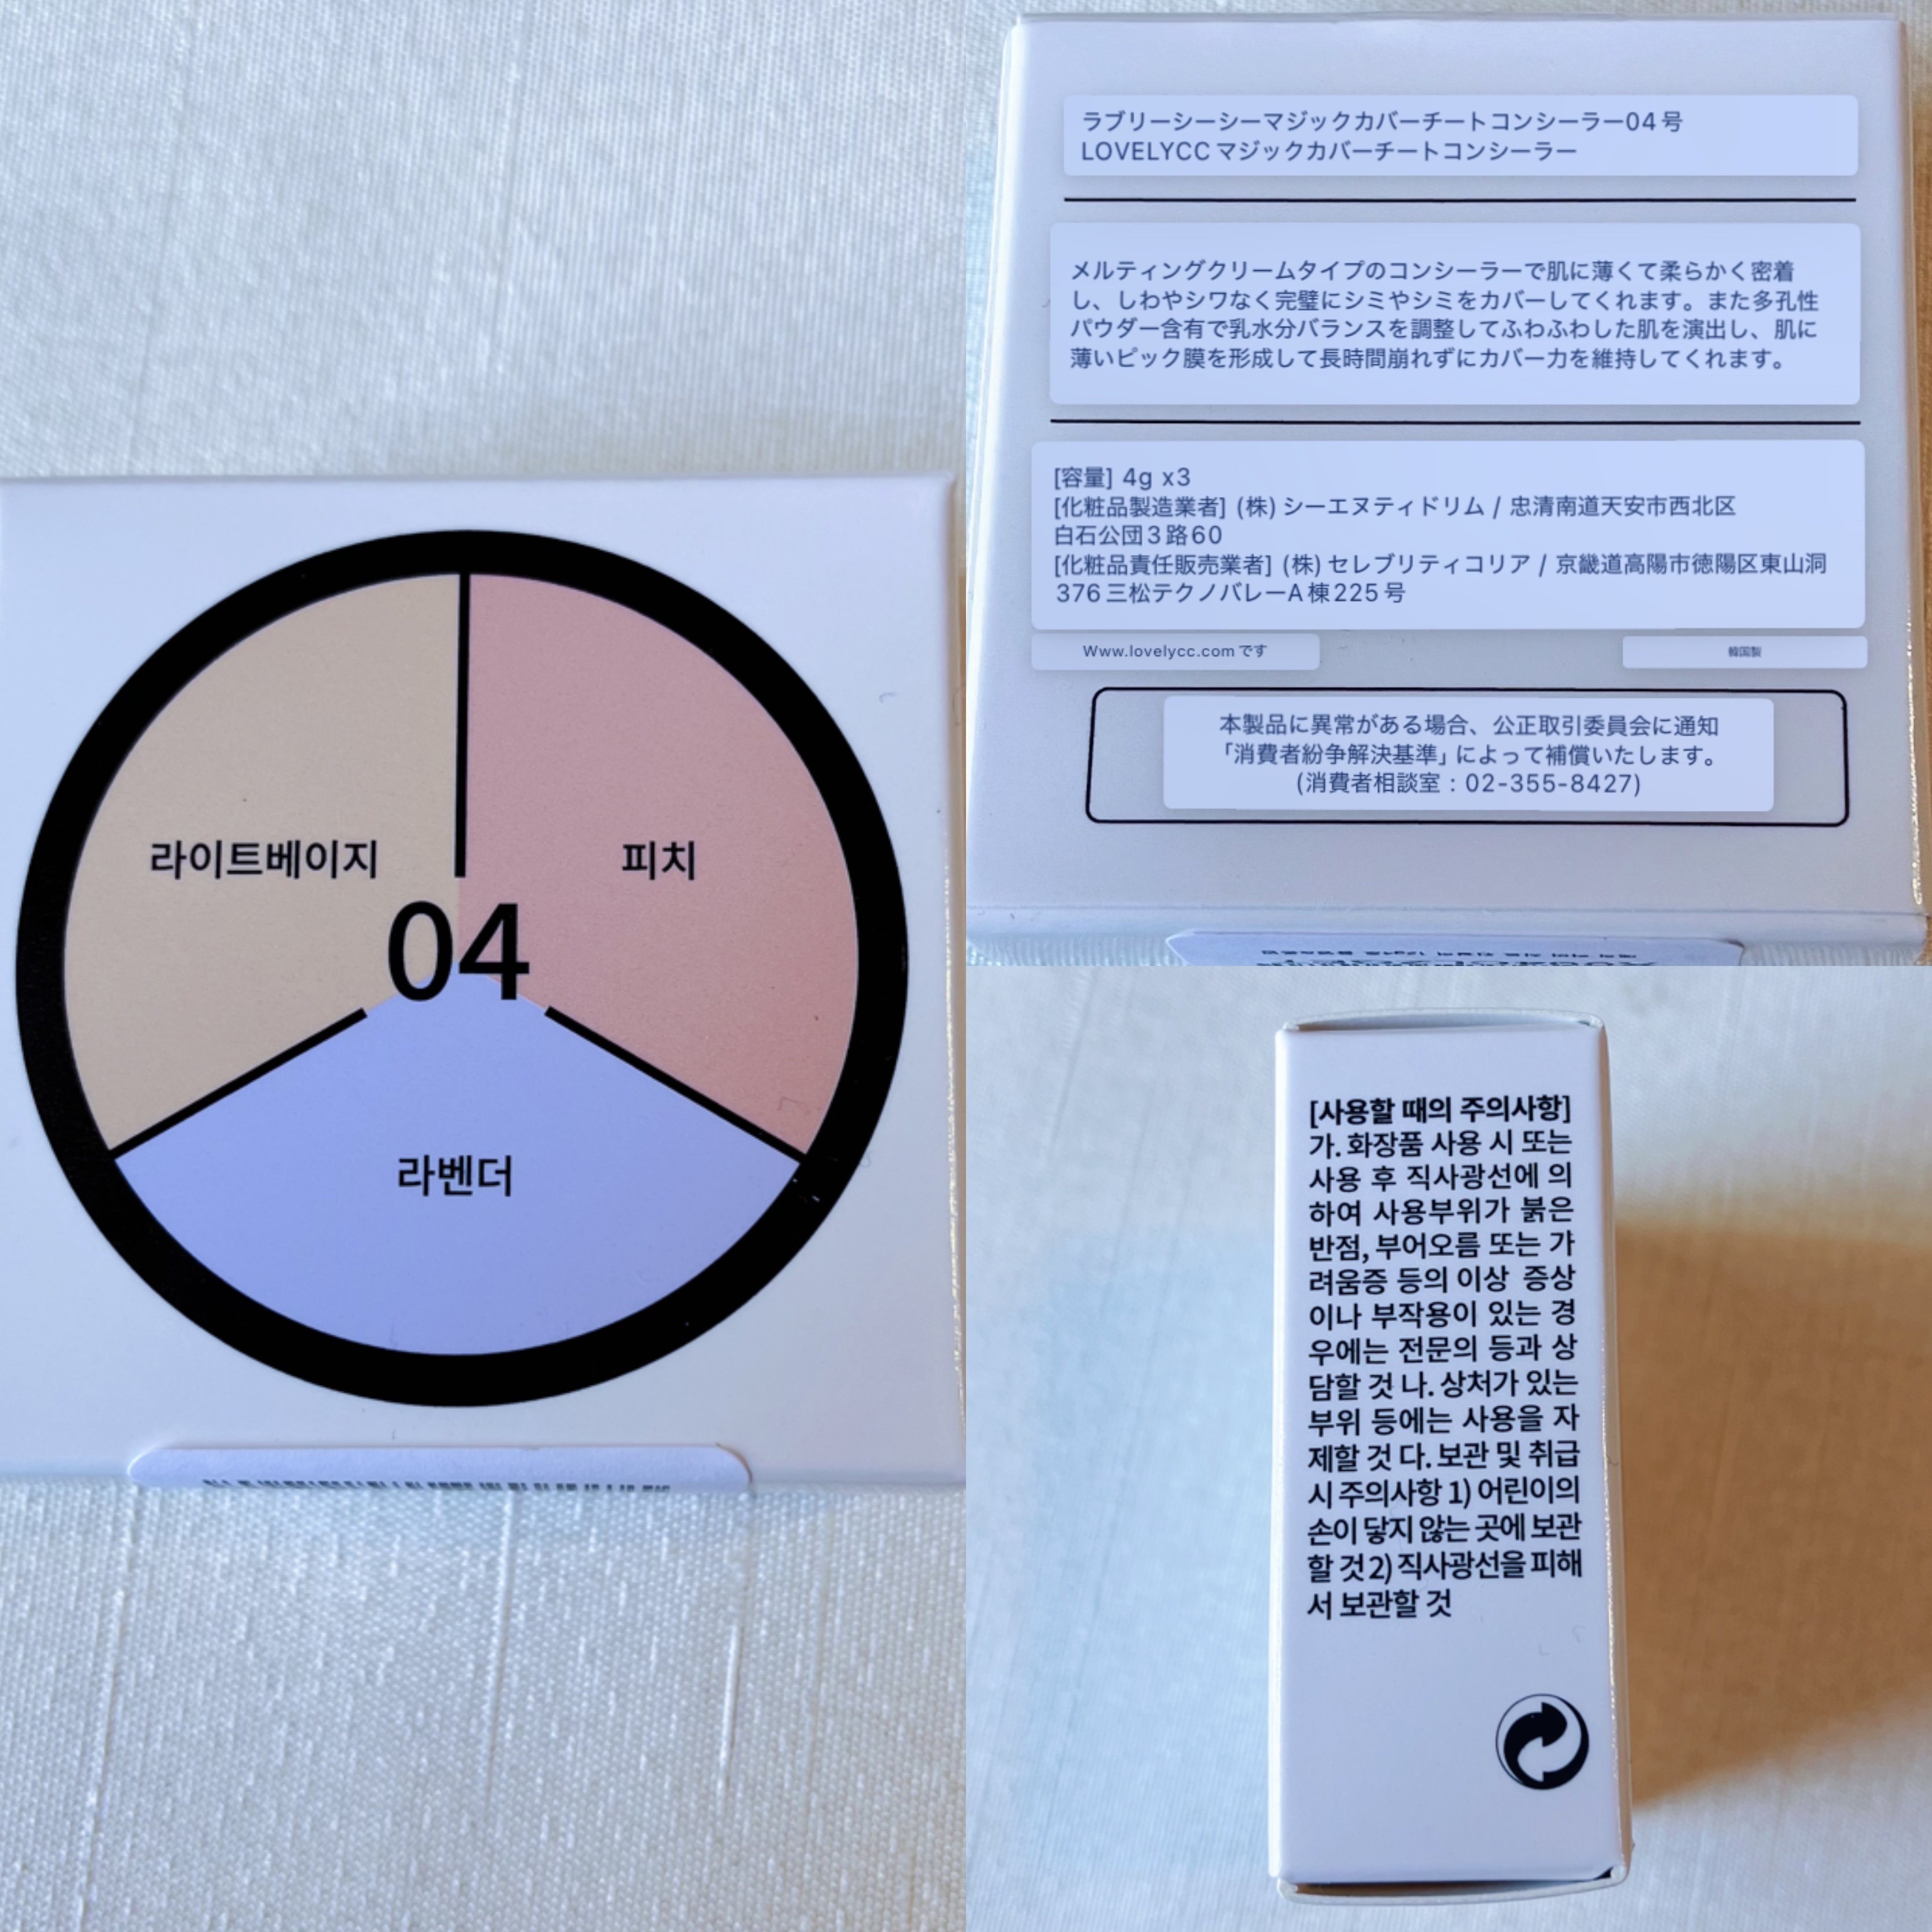 라이트베이지
피치
04
라벤더
ラブリーシーシーマジックカバーチートコンシーラー04号
LOVELYCCマジックカバーチートコンシーラー
メルティングクリームタイプのコンシーラーで肌に薄くて柔らかく密着
し、しわやシワなく完璧にシミやシミをカバーしてくれます。また多孔性
パウダー含有で乳水分バランスを調整してふわふわした肌を演出し、肌に
薄いピック膜を形成して長時間崩れずにカバー力を維持してくれます。
[容量] 4g x3
[化粧品製造業者] (株) シーエヌティドリム / 忠清南道天安市西北区
白石公団3路60
[化粧品責任販売業者] (株) セレブリティコリア / 京畿道高陽市徳陽区東山洞
376三松テクノバレーA棟225号
Www.lovelycc.comです
韓国製
本製品に異常がある場合、公正取引委員会に通知
「消費者紛争解決基準」によって補償いたします。
(消費者相談室：02-355-8427)
[사용할 때의 주의사항]
가. 화장품 사용 시 또는
사용 후 직사광선에 의
하여 사용부위가 붉은
반점, 부어오름 또는 가
려움증 등의 이상 증상
이나 부작용이 있는 경
우에는 전문의 등과 상
담할 것 나. 상처가 있는
부위 등에는 사용을 자
제할 것 다. 보관 및 취급
시 주의사항 1) 어린이의
손이 닿지 않는 곳에 보관
할 것 2) 직사광선을 피해
서 보관할 것